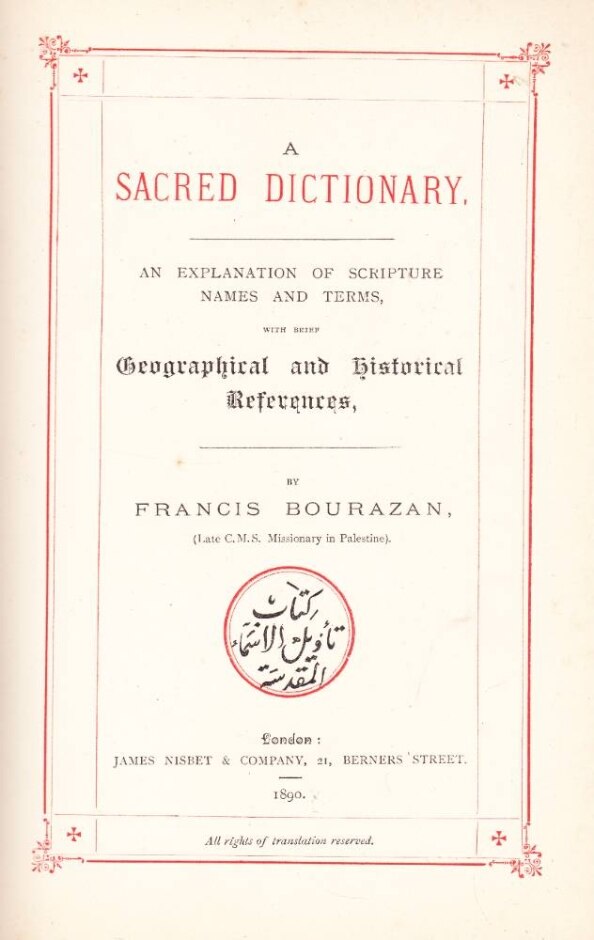 A
SACRED DICTIONARY.
AN EXPLANATION OF SCRIPTURE
NAMES AND TERMS,
WITH BRIEF
Geographical and Historical
References,
BY
FRANCIS BOURAZAN,
(Late C.M.S. Missionary in Palestine).
كتاب
تأويل الاسماء
المقدسة
London :
JAMES NISBET & COMPANY, 21, BERNERS STREET.
1890.
All rights of translation reserved.